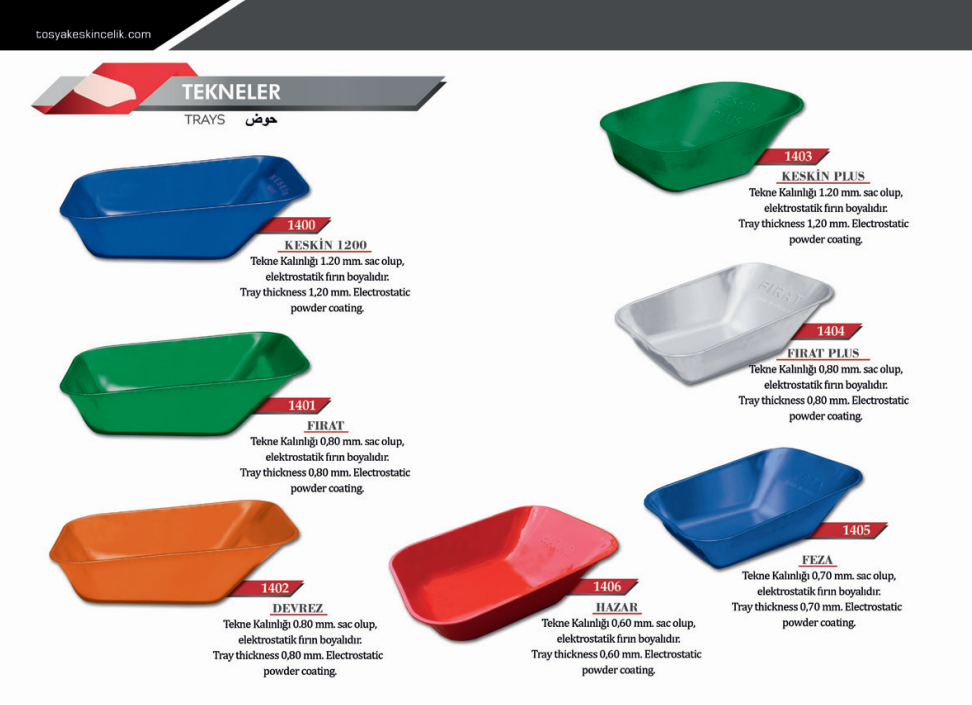 tosyakeskincelik.com
TEKNELER
TRAYS حوض
1400
KESKİN 1200
Tekne Kalınlığı 1.20 mm. sac olup,
elektrostatik fırın boyalıdır.
Tray thickness 1,20 mm. Electrostatic
powder coating.
1401
FIRAT
Tekne Kalınlığı 0,80 mm. sac olup,
elektrostatik fırın boyalıdır.
Tray thickness 0,80 mm. Electrostatic
powder coating.
1402
DEVREZ
Tekne Kalınlığı 0.80 mm. sac olup,
elektrostatik fırın boyalıdır.
Tray thickness 0,80 mm. Electrostatic
powder coating.
KESKİN
PLUS
1403
KESKİN PLUS
Tekne Kalınlığı 1.20 mm. sac olup,
elektrostatik fırın boyalıdır.
Tray thickness 1,20 mm. Electrostatic
powder coating.
FIRAT
1404
FIRAT PLUS
Tekne Kalınlığı 0,80 mm. sac olup,
elektrostatik fırın boyalıdır.
Tray thickness 0,80 mm. Electrostatic
powder coating.
1405
FEZA
Tekne Kalınlığı 0,70 mm. sac olup,
elektrostatik fırın boyalıdır.
Tray thickness 0,70 mm. Electrostatic
powder coating.
1406
HAZAR
Tekne Kalınlığı 0,60 mm. sac olup,
elektrostatik fırın boyalıdır.
Tray thickness 0,60 mm. Electrostatic
powder coating.